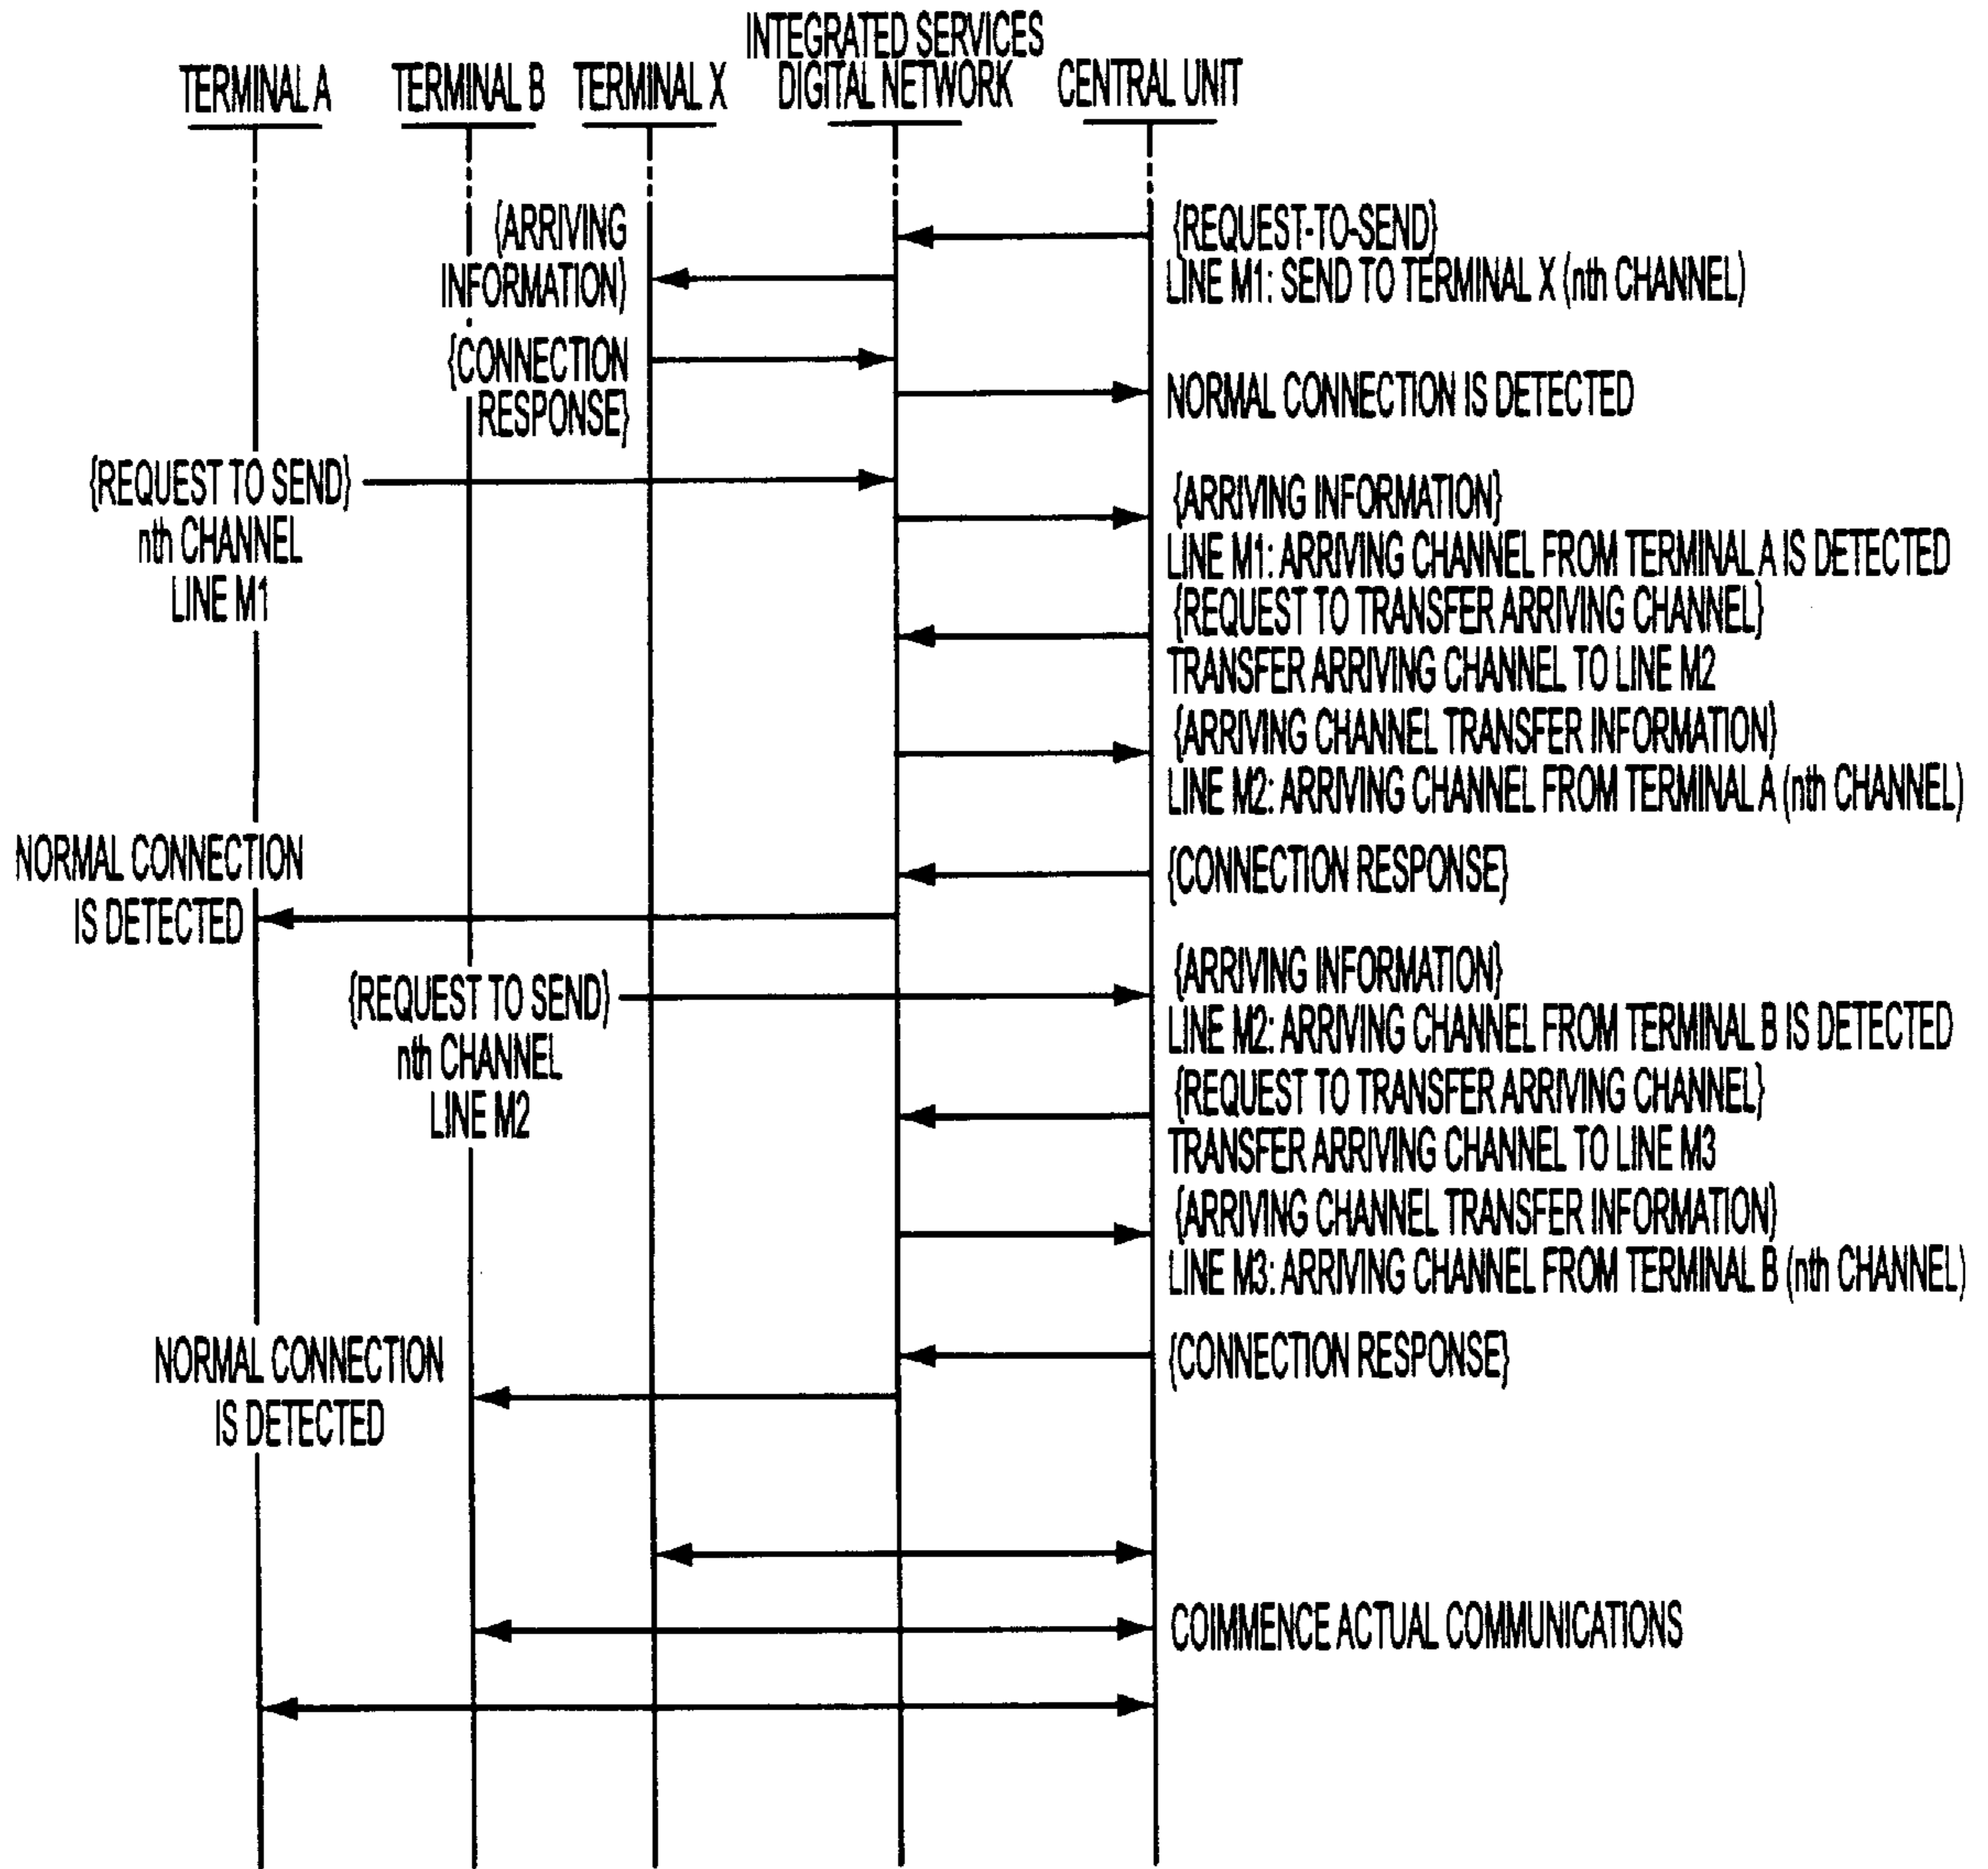 INTEGRATED SERVICES
DIGITAL NETWORK
TERMINAL A
TERMINAL B
TERMINAL X
CENTRAL UNIT
{ARRIVING
INFORMATION}
{REQUEST-TO-SEND}
LINE M1: SEND TO TERMINAL X (nth CHANNEL)
{CONNECTION
RESPONSE}
NORMAL CONNECTION IS DETECTED
{REQUEST TO SEND}
nth CHANNEL
LINE M1
{ARRIVING INFORMATION}
LINE M1: ARRIVING CHANNEL FROM TERMINAL A IS DETECTED
{REQUEST TO TRANSFER ARRIVING CHANNEL}
TRANSFER ARRIVING CHANNEL TO LINE M2
{ARRIVING CHANNEL TRANSFER INFORMATION}
LINE M2: ARRIVING CHANNEL FROM TERMINAL A (nth CHANNEL)
NORMAL CONNECTION
IS DETECTED
{CONNECTION RESPONSE}
{REQUEST TO SEND}
nth CHANNEL
LINE M2
{ARRIVING INFORMATION}
LINE M2: ARRIVING CHANNEL FROM TERMINAL B IS DETECTED
{REQUEST TO TRANSFER ARRIVING CHANNEL}
TRANSFER ARRIVING CHANNEL TO LINE M3
{ARRIVING CHANNEL TRANSFER INFORMATION}
LINE M3: ARRIVING CHANNEL FROM TERMINAL B (nth CHANNEL)
NORMAL CONNECTION
IS DETECTED
{CONNECTION RESPONSE}
COIMMENCE ACTUAL COMMUNICATIONS